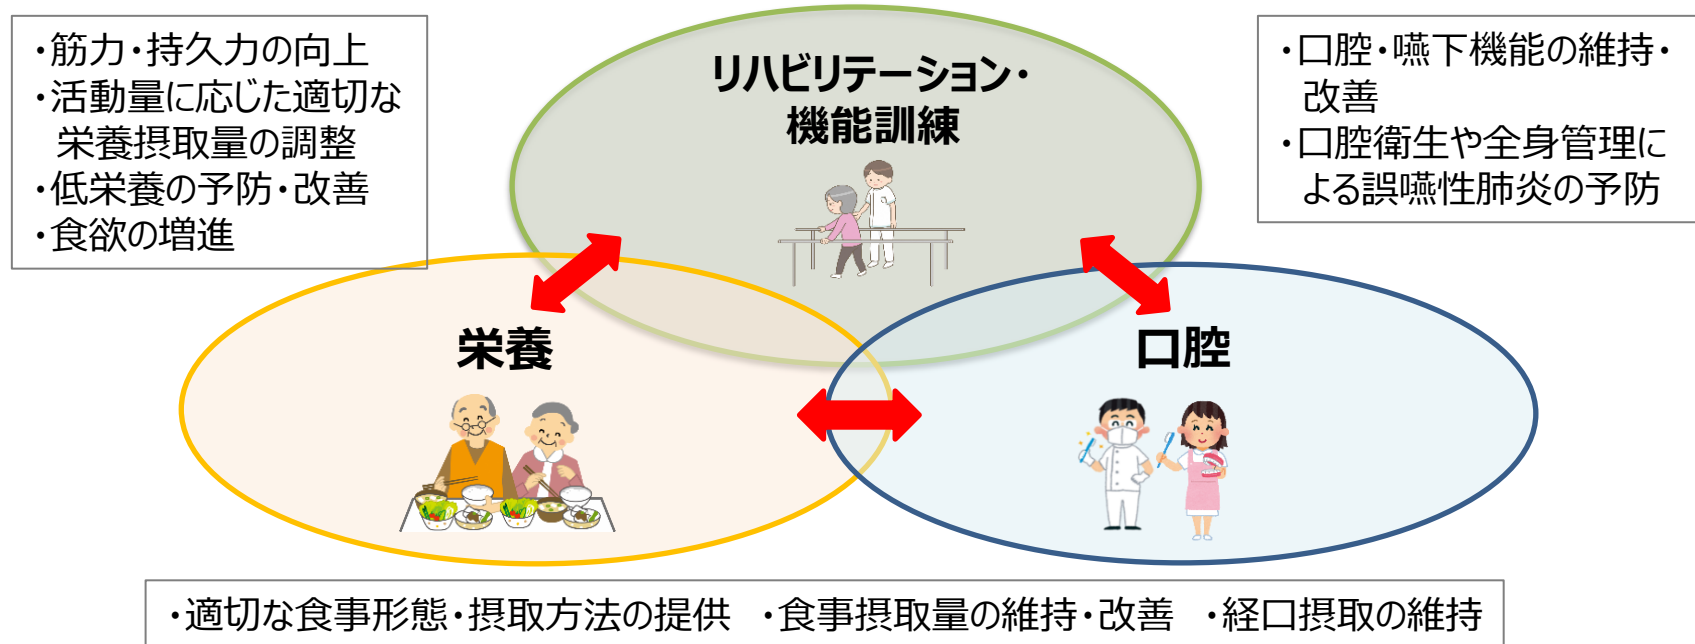 ・筋力・持久力の向上
・活動量に応じた適切な
栄養摂取量の調整
・低栄養の予防・改善
・食欲の増進
リハビリテーション・
機能訓練
・口腔・嚥下機能の維持・
改善
・口腔衛生や全身管理に
よる誤嚥性肺炎の予防
栄養
口腔
・適切な食事形態・摂取方法の提供 ・食事摂取量の維持・改善 ・経口摂取の維持